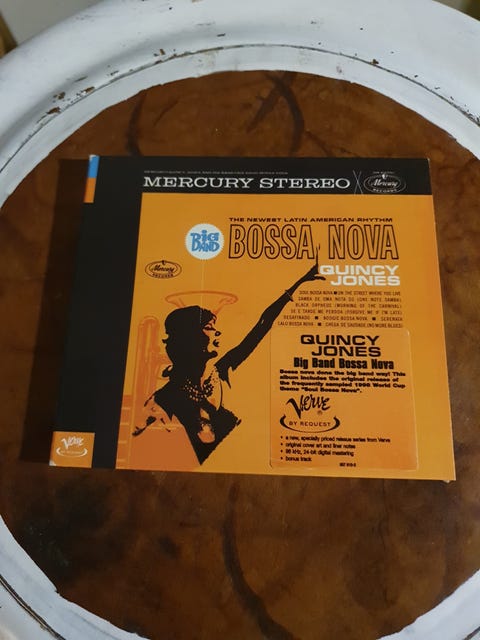 MERCURY STEREO
Mercury
RECORDS
THE NEWEST LATIN AMERICAN RHYTHM
BIG
BAND
BOSSA NOVA
QUINCY
JONES
Mercury
RECORDS
SOUL BOSSA NOVA ■ ON THE STREET WHERE YOU LIVE
SAMBA DE UMA NOTA SO (ONE NOTE SAMBA)
BLACK ORPHEUS (MORNING OF THE CARNIVAL)
SE E TARDE ME PERDOA (FORGIVE ME IF I'M LATE)
DESAFINADO ■ BOOGIE BOSSA NOVA ■ SERENATA
LALO BOSSA NOVA ■ CHEGA DE SAUDADE (NO MORE BLUES)
QUINCY
JONES
Big Band Bossa Nova
Bossa nova done the big band way! This
album includes the original release of
the frequently sampled 1998 World Cup
theme "Soul Bossa Nova".
Verve
®
BY REQUEST
• a new, specially priced reissue series from Verve
• original cover art and liner notes
• 96 kHz, 24-bit digital mastering
• bonus track
Verve
BY REQUEST